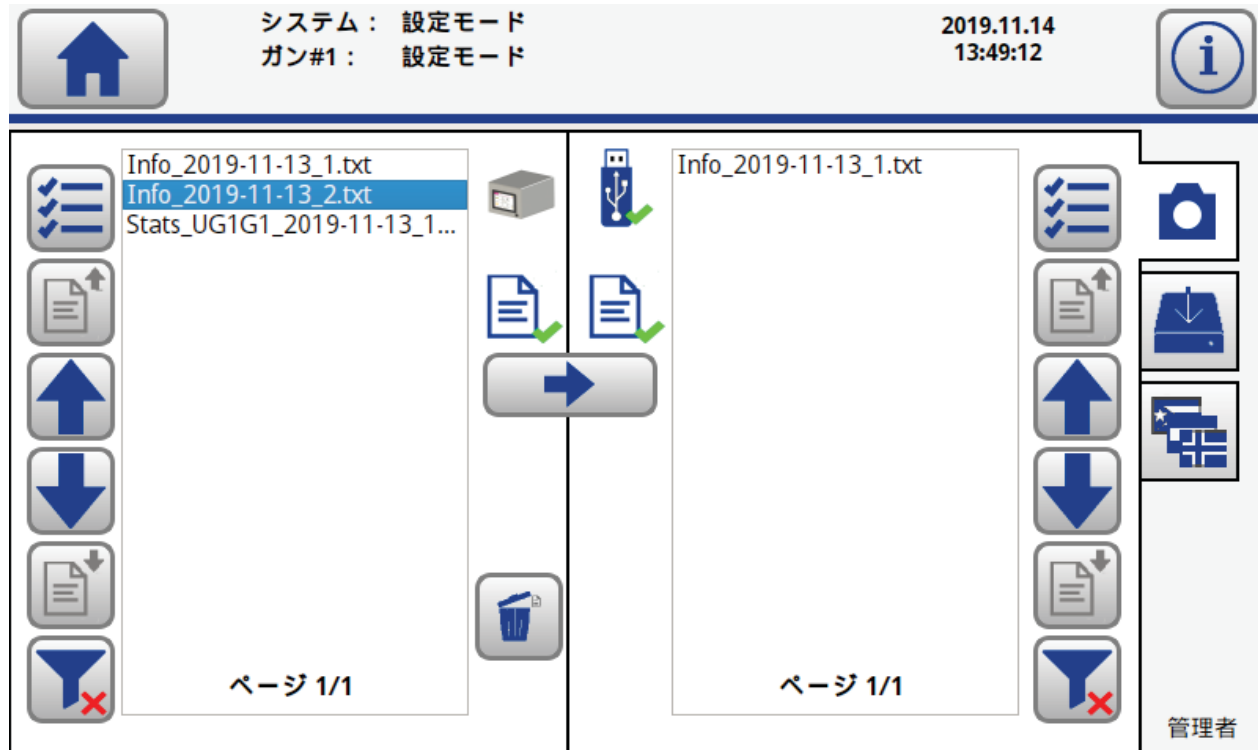 システム： 設定モード
ガン#1： 設定モード
2019.11.14
13:49:12
Info_2019-11-13_1.txt
Info_2019-11-13_2.txt
Stats_UG1G1_2019-11-13_1...
ページ 1/1
Info_2019-11-13_1.txt
ページ 1/1
管理者